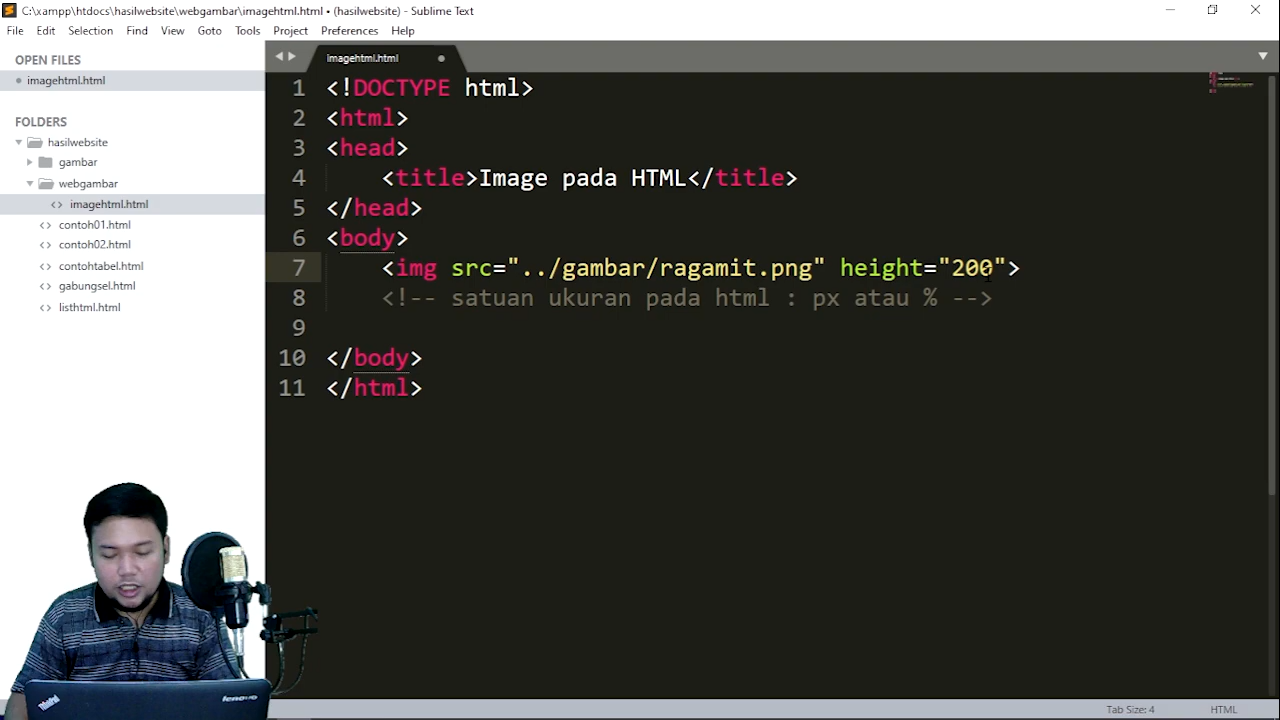 C:\xampp\htdocs\hasilwebsite\webgambar\imagehtml.html • (hasilwebsite) - Sublime Text
File Edit Selection Find View Goto Tools Project Preferences Help
OPEN FILES
imagehtml.html
FOLDERS
hasilwebsite
gambar
webgambar
imagehtml.html
contoh01.html
contoh02.html
contohtabel.html
gabungsel.html
listhtml.html
imagehtml.html
1 <!DOCTYPE html>
2 <html>
3 <head>
4 <title>Image pada HTML</title>
5 </head>
6 <body>
7 <img src="../gambar/ragamit.png" height="200">
8 <!-- satuan ukuran pada html : px atau % -->
9
10 </body>
11 </html>
ThinkPad
lenovo
Tab Size: 4 HTML